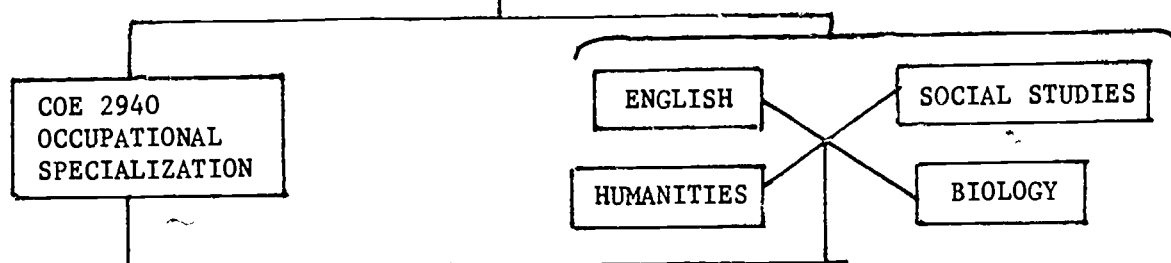 COE 2940
OCCUPATIONAL
SPECIALIZATION
ENGLISH
SOCIAL STUDIES
HUMANITIES
BIOLOGY